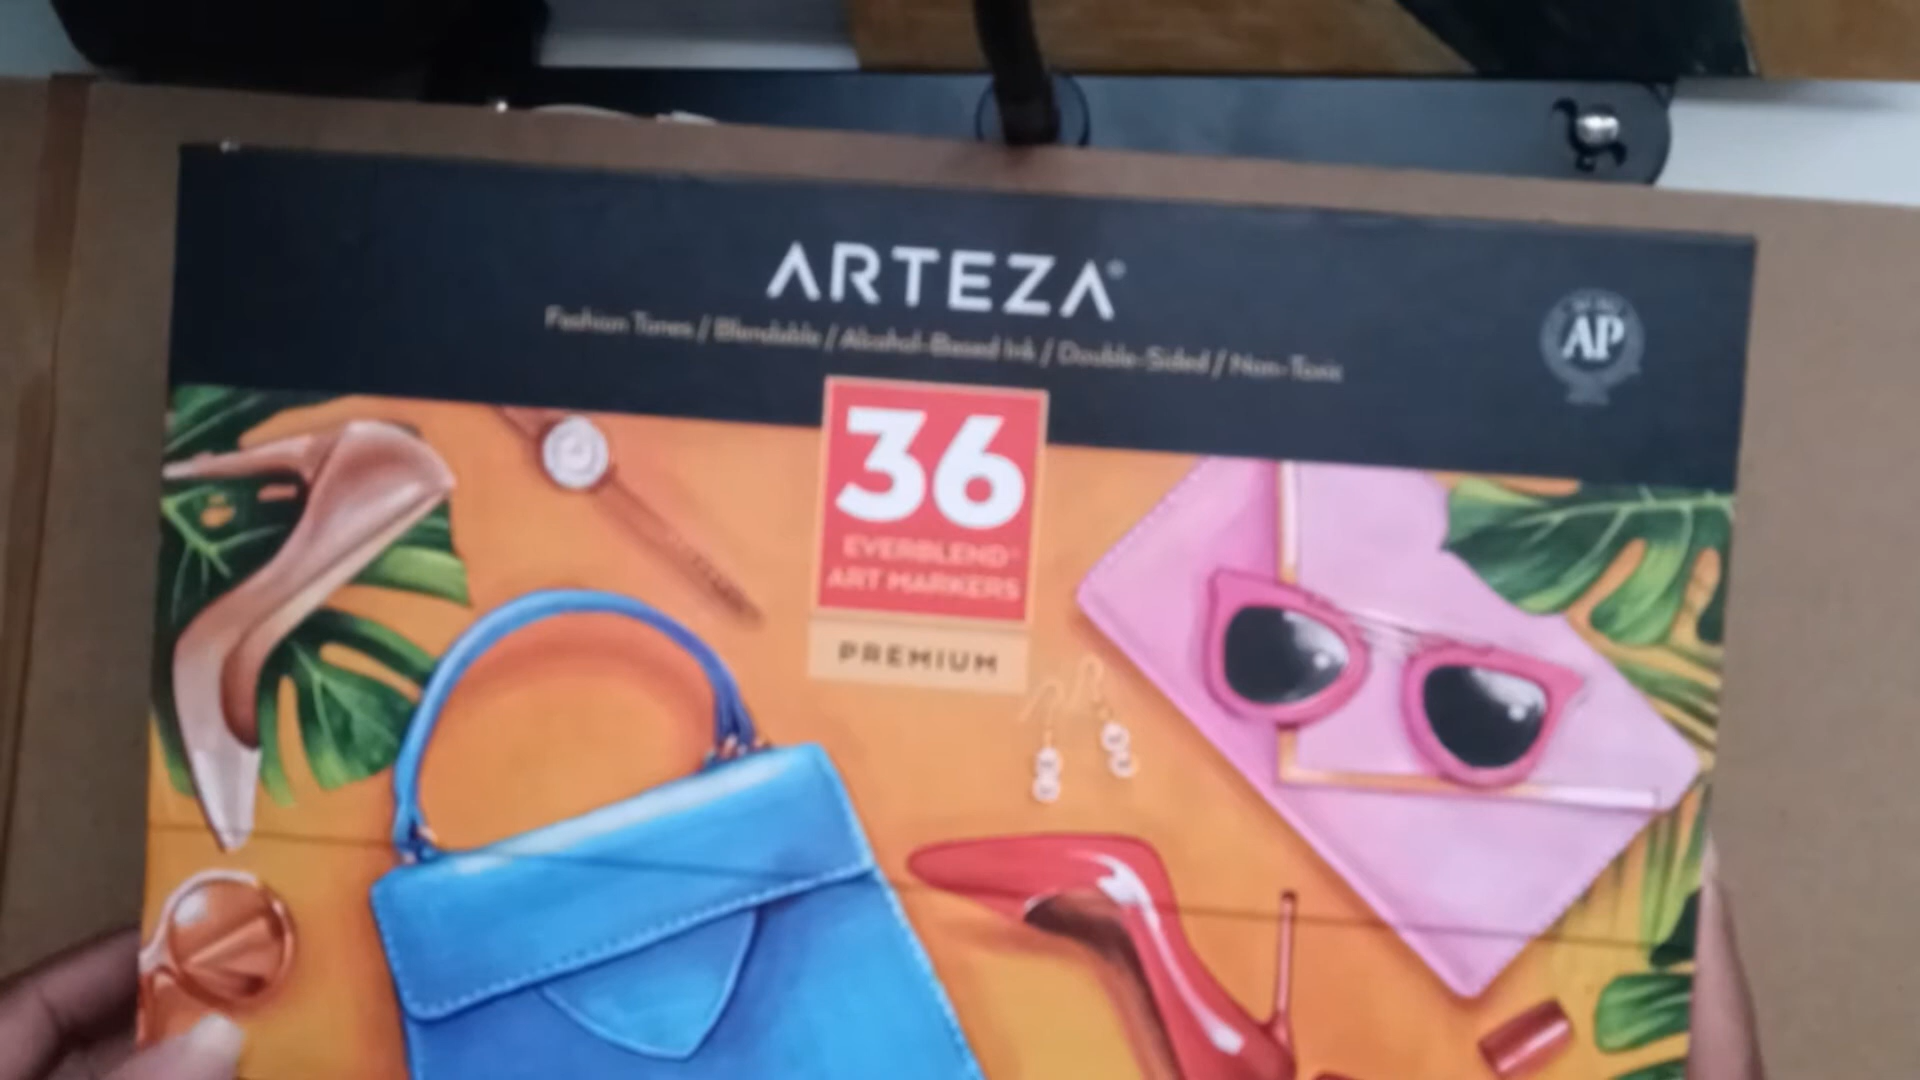 ARTEZA®
Fashion Tones / Blendable / Alcohol-Based Ink / Double-Sided / Non-Toxic
AP
36
EVERBLEND®
ART MARKERS
PREMIUM